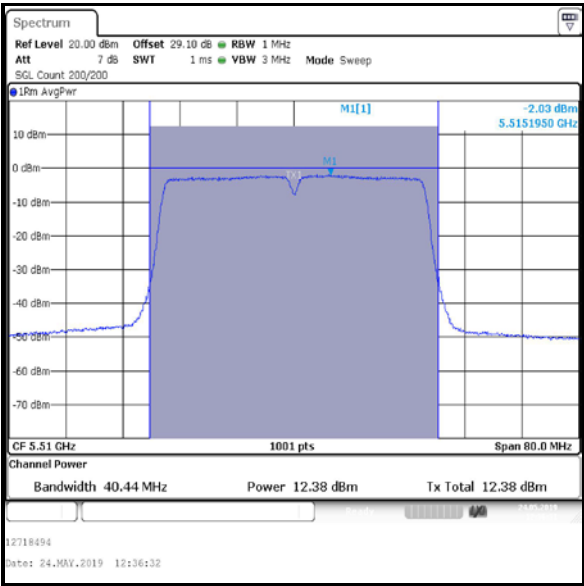 Spectrum
Ref Level 20.00 dBm Offset 29.10 dB RBW 1 MHz
Att 7 dB SWT 1 ms VBW 3 MHz Mode Sweep
SGL Count 200/200
1Rm AvgPwr
M1[1] -2.03 dBm
5.5151950 GHz
10 dBm
M1
0 dBm
-10 dBm
-20 dBm
-30 dBm
-40 dBm
-50 dBm
-60 dBm
-70 dBm
CF 5.51 GHz 1001 pts Span 80.0 MHz
Channel Power
Bandwidth 40.44 MHz Power 12.38 dBm Tx Total 12.38 dBm
24.05.2019
12718494
Date: 24.MAY.2019 12:36:32